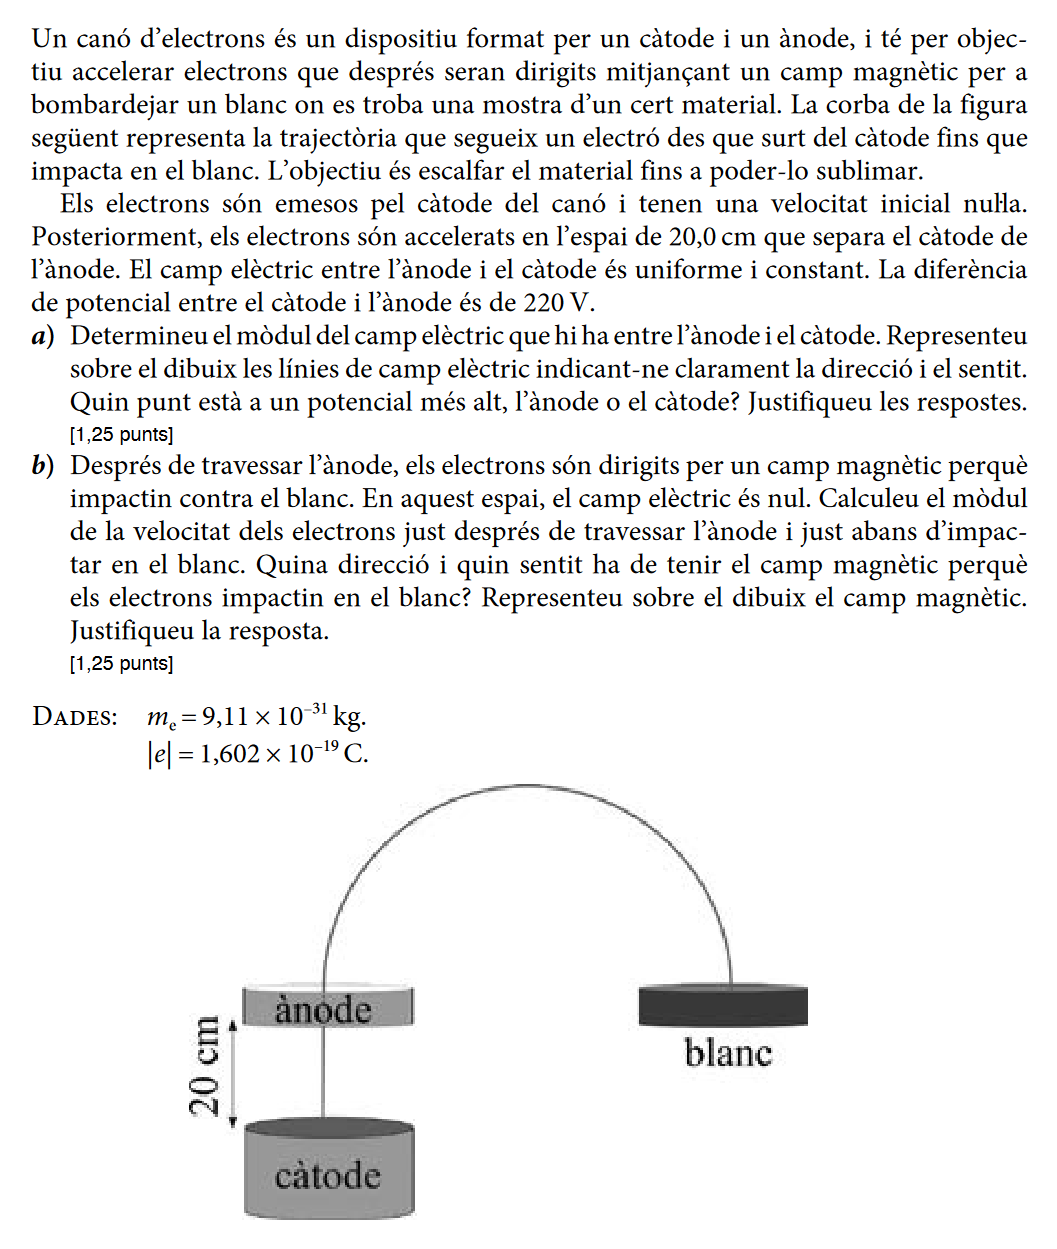 Un canó d’electrons és un dispositiu format per un càtode i un ànode, i té per objec-
tiu accelerar electrons que després seran dirigits mitjançant un camp magnètic per a
bombardejar un blanc on es troba una mostra d’un cert material. La corba de la figura
següent representa la trajectòria que segueix un electró des que surt del càtode fins que
impacta en el blanc. L’objectiu és escalfar el material fins a poder-lo sublimar.
Els electrons són emesos pel càtode del canó i tenen una velocitat inicial nul·la.
Posteriorment, els electrons són accelerats en l’espai de 20,0 cm que separa el càtode de
l’ànode. El camp elèctric entre l’ànode i el càtode és uniforme i constant. La diferència
de potencial entre el càtode i l’ànode és de 220 V.
a) Determineu el mòdul del camp elèctric que hi ha entre l’ànode i el càtode. Representeu
sobre el dibuix les línies de camp elèctric indicant-ne clarament la direcció i el sentit.
Quin punt està a un potencial més alt, l’ànode o el càtode? Justifiqueu les respostes.
[1,25 punts]
b) Després de travessar l’ànode, els electrons són dirigits per un camp magnètic perquè
impactin contra el blanc. En aquest espai, el camp elèctric és nul. Calculeu el mòdul
de la velocitat dels electrons just després de travessar l’ànode i just abans d’impac-
tar en el blanc. Quina direcció i quin sentit ha de tenir el camp magnètic perquè
els electrons impactin en el blanc? Representeu sobre el dibuix el camp magnètic.
Justifiqueu la resposta.
[1,25 punts]
DADES: mₑ = 9,11 × 10⁻³¹ kg.
|e| = 1,602 × 10⁻¹⁹ C.
ànode
20 cm
blanc
càtode